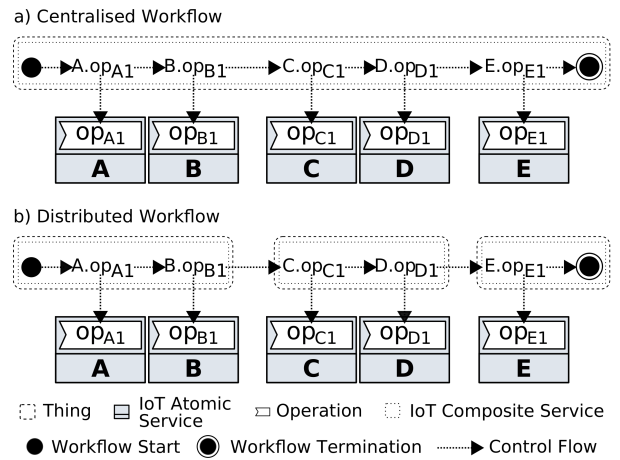 a) Centralised Workflow
A.opA1 B.opB1 C.opC1 D.opD1 E.opE1
opA1 opB1 opC1 opD1 opE1
A B C D E
b) Distributed Workflow
A.opA1 B.opB1 C.opC1 D.opD1 E.opE1
opA1 opB1 opC1 opD1 opE1
A B C D E
Thing IoT Atomic Service Operation IoT Composite Service
Workflow Start Workflow Termination Control Flow